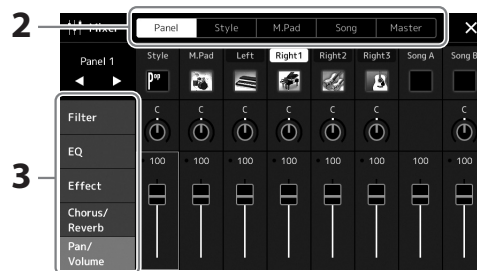 2
Mixer
Panel Style M.Pad Song Master
×
Panel 1
Style M.Pad Left Right1 Right2 Right3 Song A Song B
Pop
Filter
C C C C C C C
EQ
100 100 100 100 100 100 100 100
3
Effect
Chorus/
Reverb
Pan/
Volume